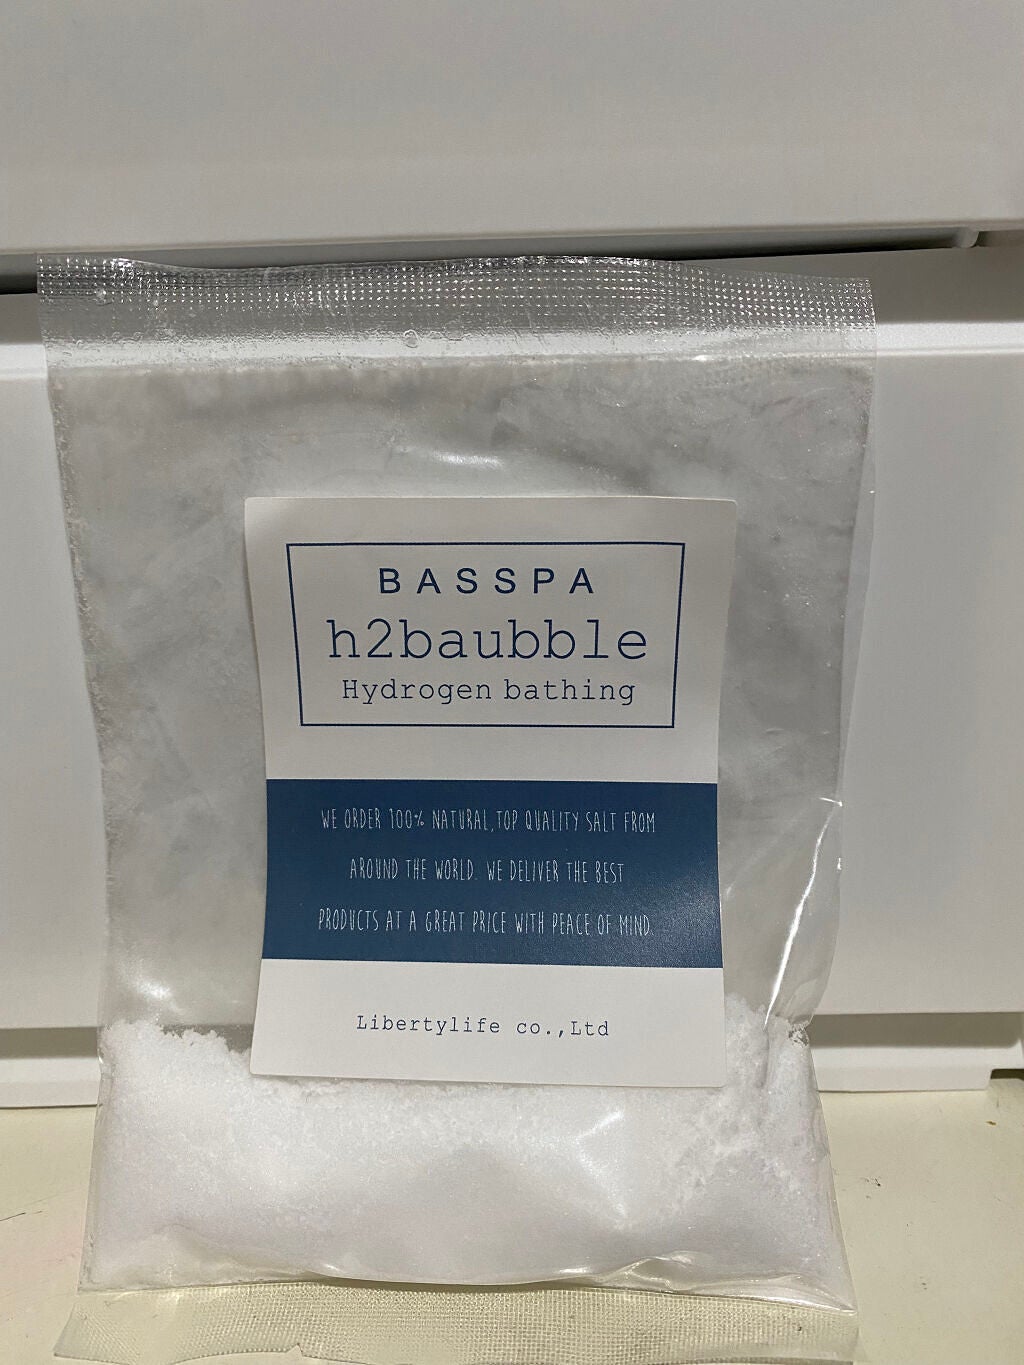 BASSPA
h2baubble
Hydrogen bathing
WE ORDER 100% NATURAL,TOP QUALITY SALT FROM
AROUND THE WORLD. WE DELIVER THE BEST
PRODUCTS AT A GREAT PRICE WITH PEACE OF MIND.
Libertylife co.,Ltd